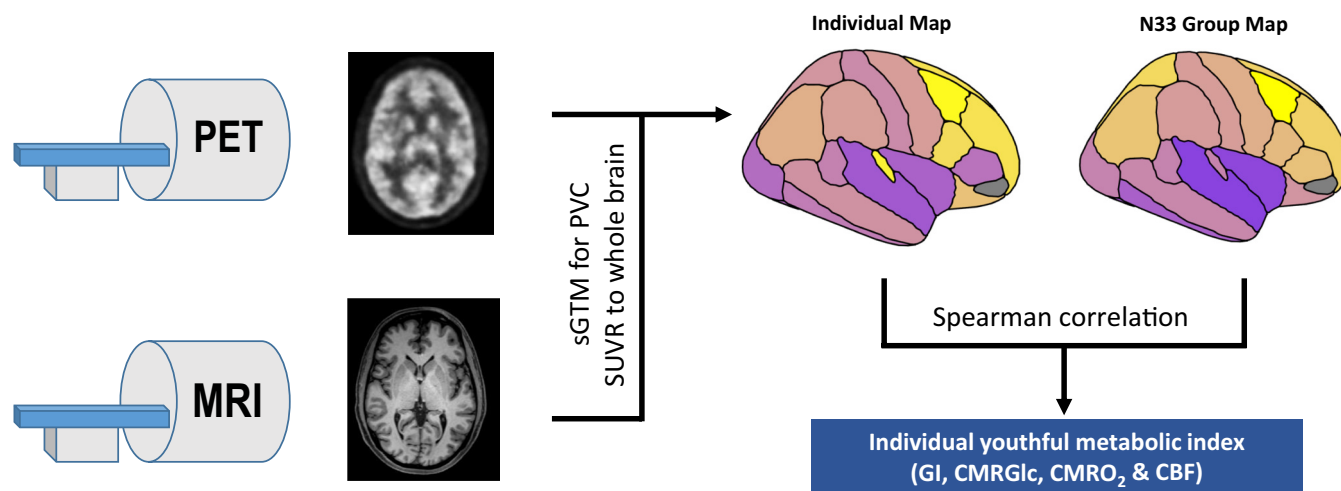 PET
MRI
sGTM for PVC
SUVR to whole brain
Individual Map
N33 Group Map
Spearman correlation
Individual youthful metabolic index
(GI, CMRGlc, CMRO₂ & CBF)